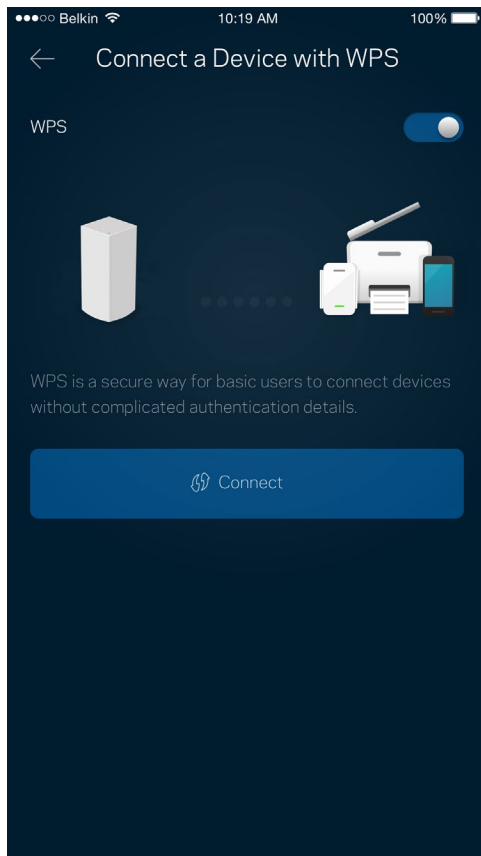 Belkin 10:19 AM 100%
Connect a Device with WPS
WPS
WPS is a secure way for basic users to connect devices
without complicated authentication details.
Connect